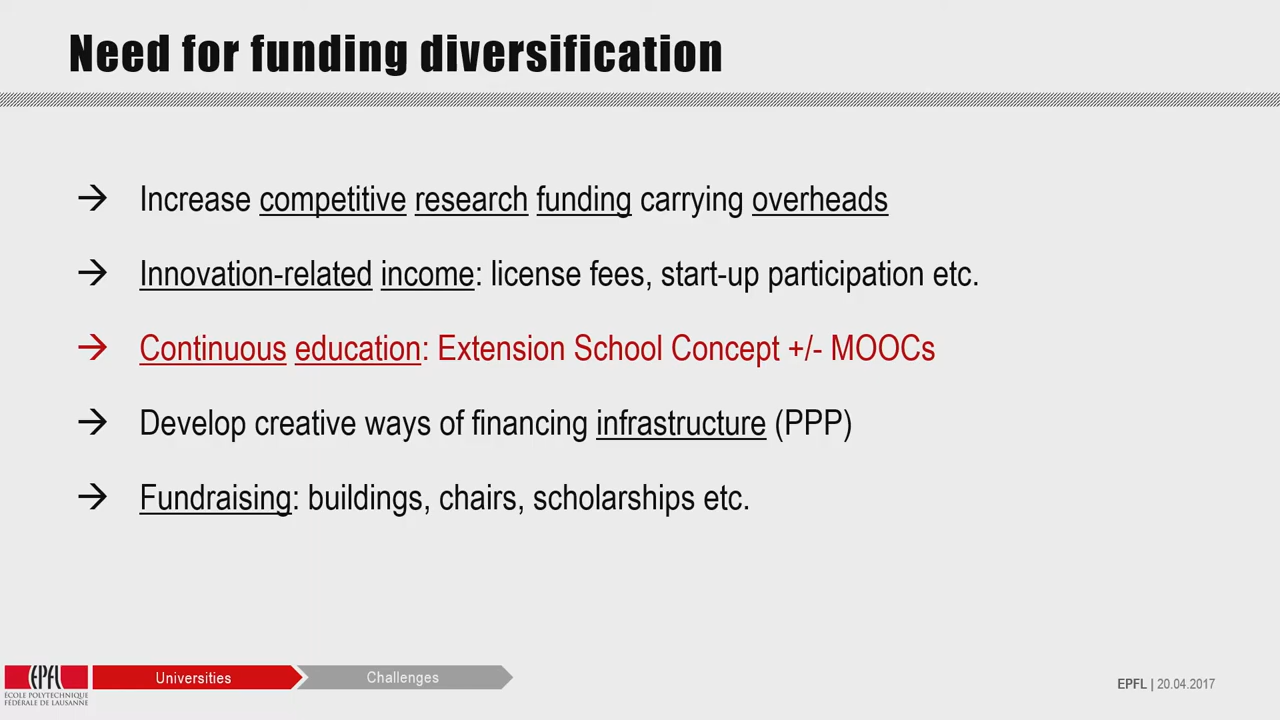 Need for funding diversification
→ Increase competitive research funding carrying overheads
→ Innovation-related income: license fees, start-up participation etc.
→ Continuous education: Extension School Concept +/- MOOCs
→ Develop creative ways of financing infrastructure (PPP)
→ Fundraising: buildings, chairs, scholarships etc.
EPFL
ÉCOLE POLYTECHNIQUE
FÉDÉRALE DE LAUSANNE
Universities
Challenges
EPFL | 20.04.2017